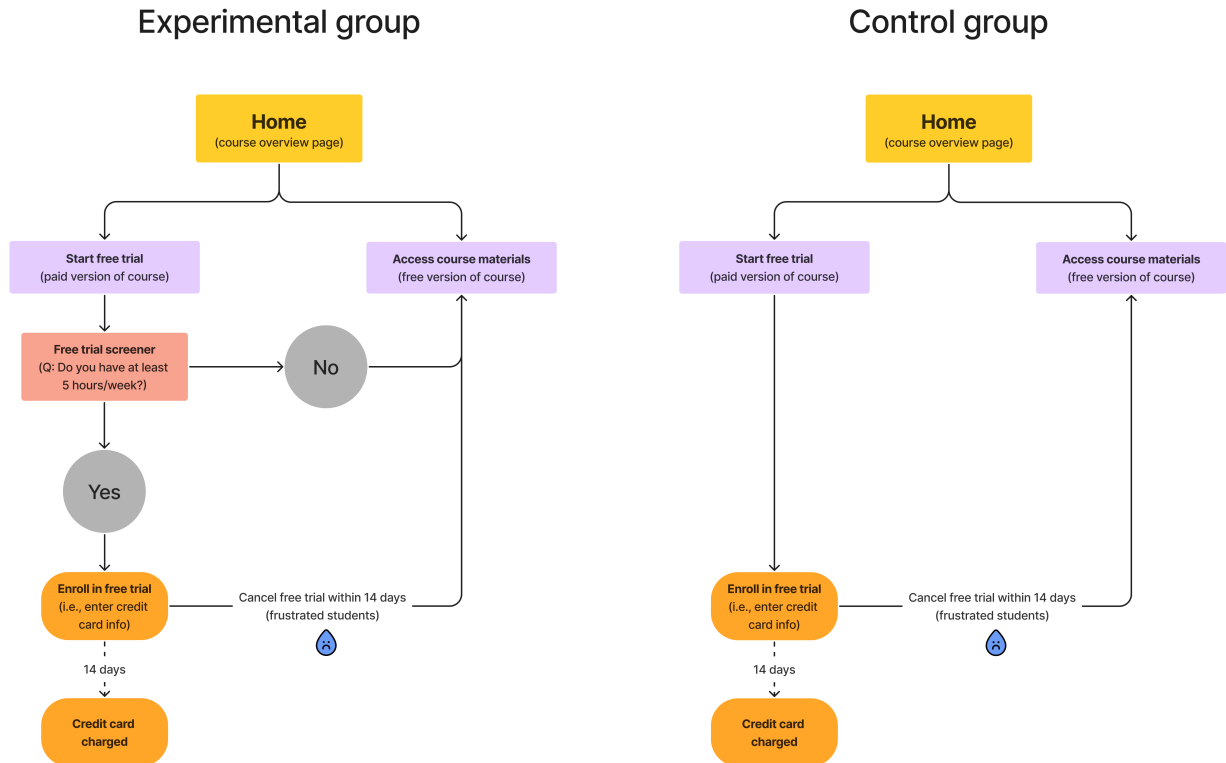 Experimental group
Control group
Home
(course overview page)
Home
(course overview page)
Start free trial
(paid version of course)
Access course materials
(free version of course)
Start free trial
(paid version of course)
Access course materials
(free version of course)
Free trial screener
(Q: Do you have at least
5 hours/week?)
No
Yes
Enroll in free trial
(i.e., enter credit
card info)
Cancel free trial within 14 days
(frustrated students)
Enroll in free trial
(i.e., enter credit
card info)
Cancel free trial within 14 days
(frustrated students)
14 days
14 days
Credit card
charged
Credit card
charged